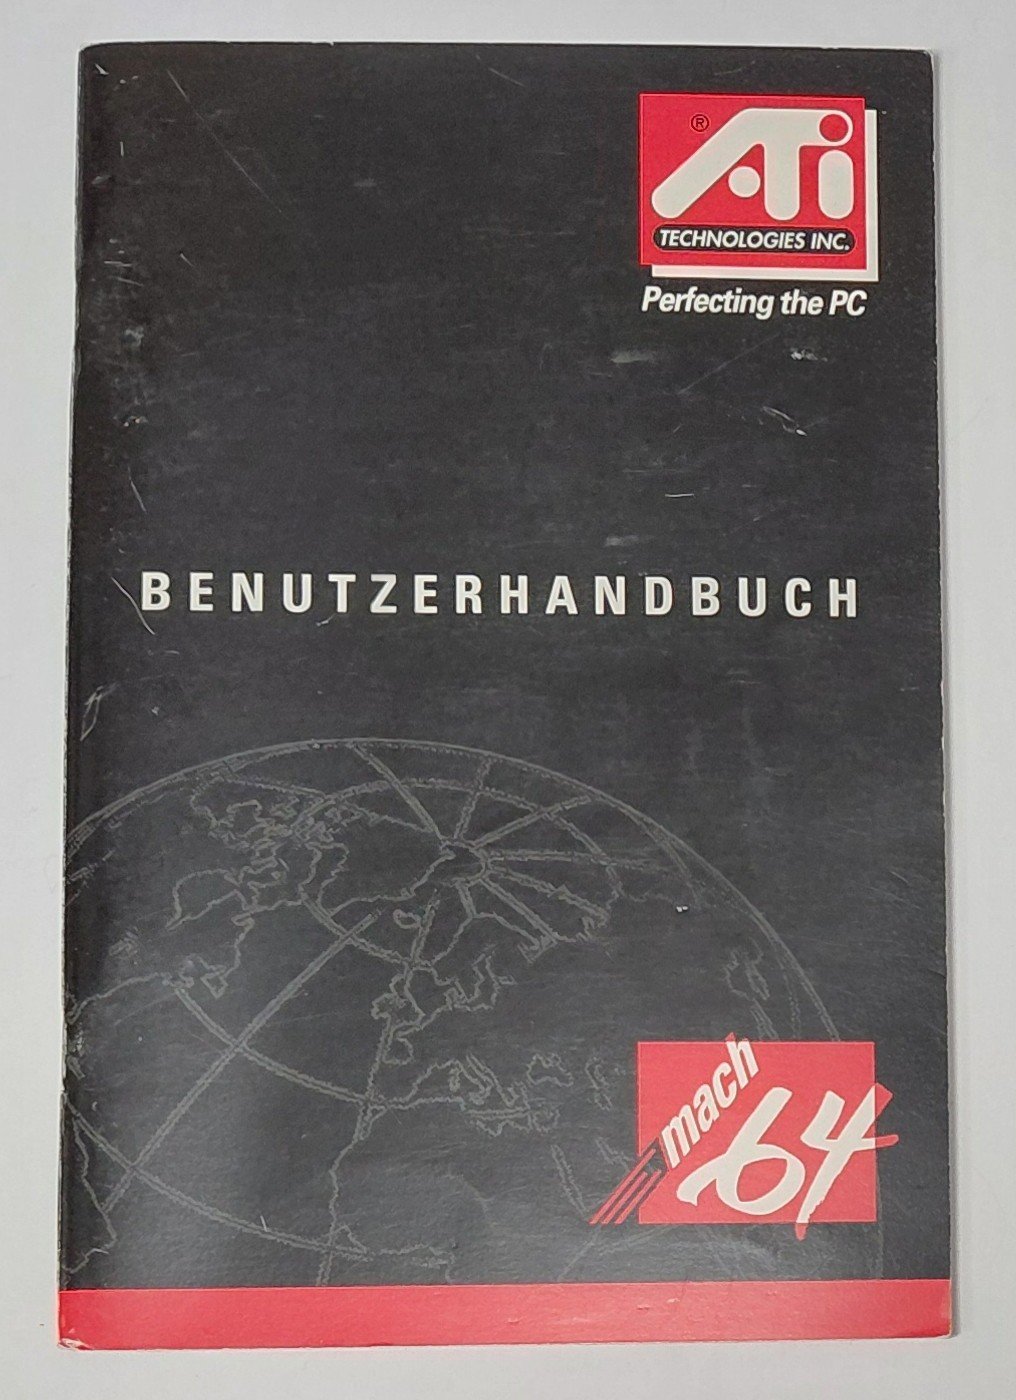 ®
ATi
TECHNOLOGIES INC.
Perfecting the PC
BENUTZERHANDBUCH
mach
64